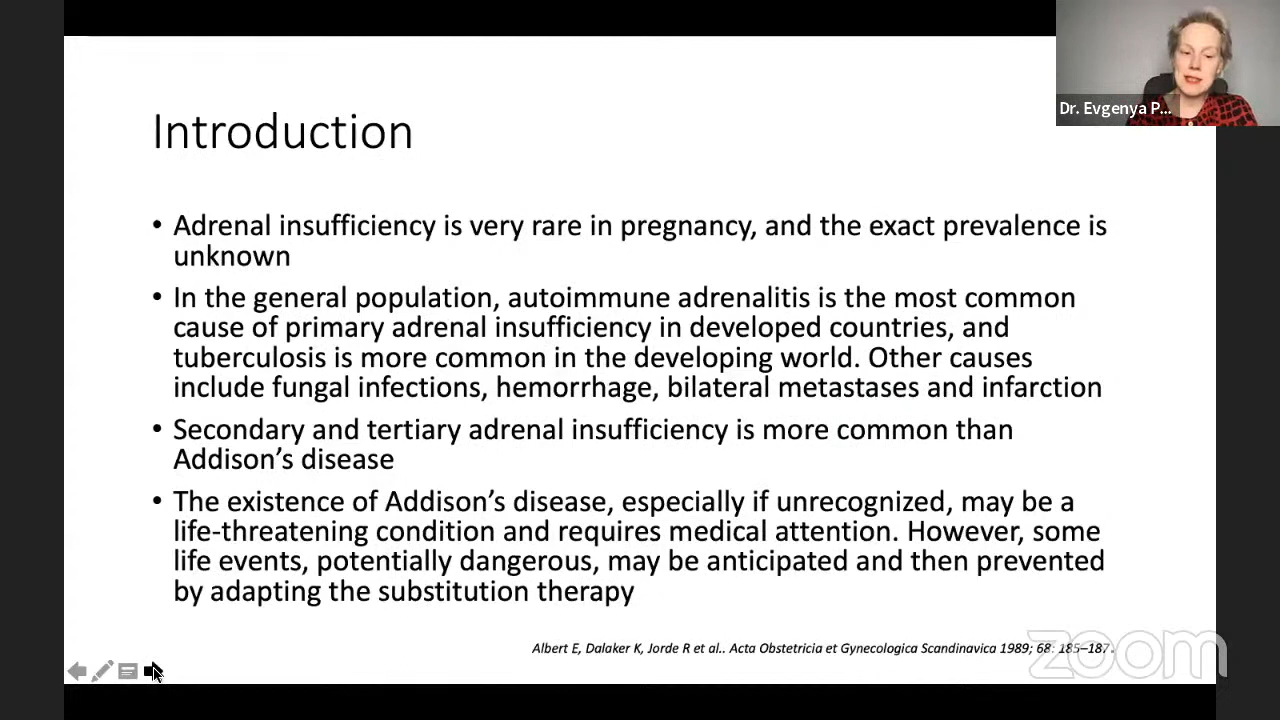 Dr. Evgenya P...
Introduction
• Adrenal insufficiency is very rare in pregnancy, and the exact prevalence is
unknown
• In the general population, autoimmune adrenalitis is the most common
cause of primary adrenal insufficiency in developed countries, and
tuberculosis is more common in the developing world. Other causes
include fungal infections, hemorrhage, bilateral metastases and infarction
• Secondary and tertiary adrenal insufficiency is more common than
Addison's disease
• The existence of Addison's disease, especially if unrecognized, may be a
life-threatening condition and requires medical attention. However, some
life events, potentially dangerous, may be anticipated and then prevented
by adapting the substitution therapy
Albert E, Dalaker K, Jorde R et al.. Acta Obstetricia et Gynecologica Scandinavica 1989; 68: 185–187.
zoom